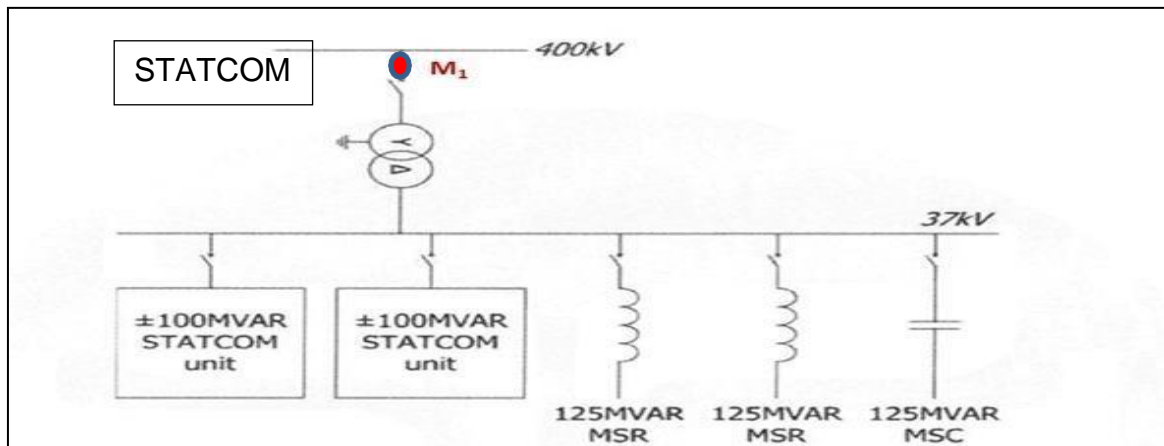 STATCOM
400kV
M₁
Y
Δ
37kV
±100MVAR
STATCOM
unit
±100MVAR
STATCOM
unit
125MVAR
MSR
125MVAR
MSR
125MVAR
MSC